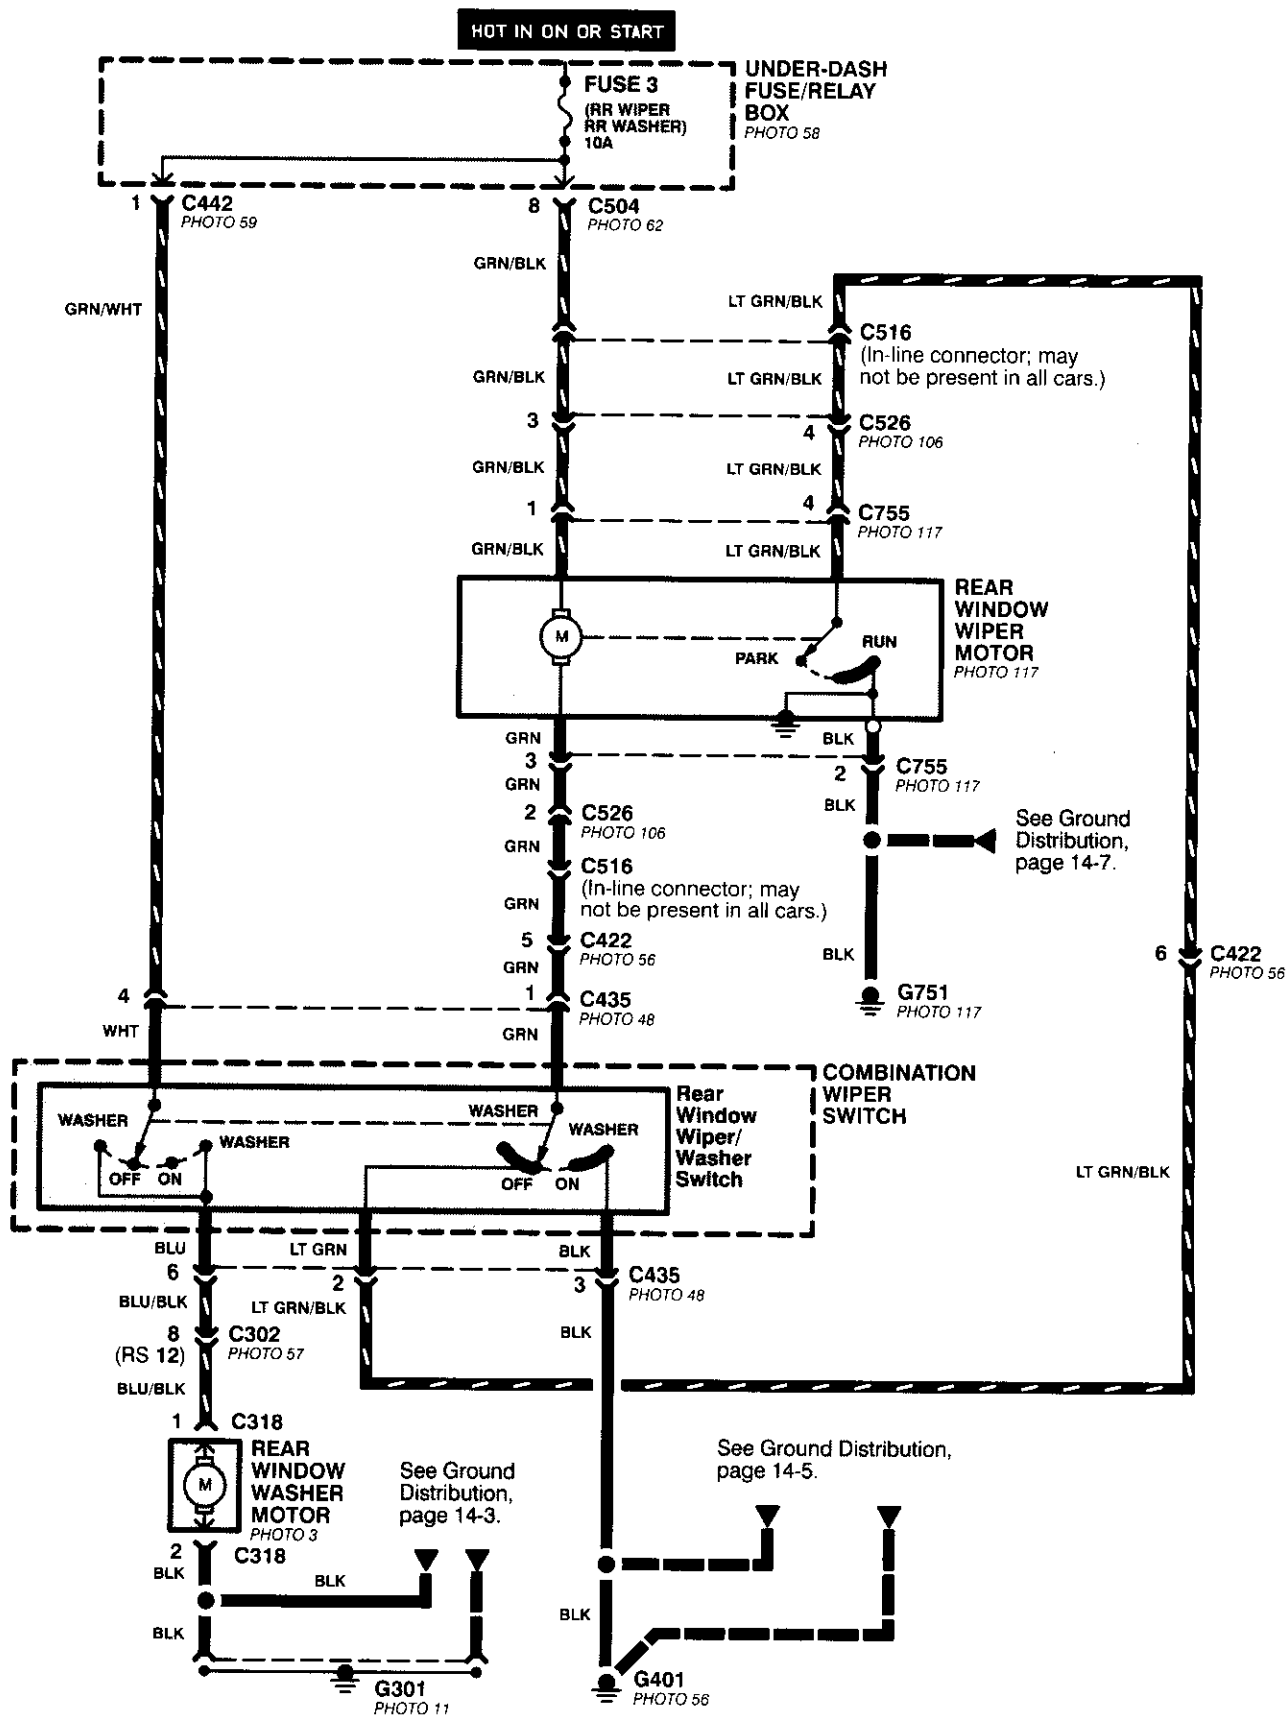 HOT IN ON OR START
FUSE 3
(RR WIPER
RR WASHER)
10A
UNDER-DASH
FUSE/RELAY
BOX
PHOTO 58
1
C442
PHOTO 59
8
C504
PHOTO 62
GRN/BLK
GRN/WHT
LT GRN/BLK
C516
(In-line connector; may
not be present in all cars.)
GRN/BLK
LT GRN/BLK
3
4
C526
PHOTO 106
GRN/BLK
LT GRN/BLK
1
4
C755
PHOTO 117
GRN/BLK
LT GRN/BLK
REAR
WINDOW
WIPER
MOTOR
PHOTO 117
M
PARK
RUN
GRN
BLK
3
2
C755
PHOTO 117
GRN
BLK
2
C526
PHOTO 106
See Ground
Distribution,
page 14-7.
GRN
C516
(In-line connector; may
not be present in all cars.)
GRN
5
C422
PHOTO 56
BLK
6
C422
PHOTO 56
GRN
4
1
C435
PHOTO 48
G751
PHOTO 117
WHT
GRN
COMBINATION
WIPER
SWITCH
Rear
Window
Wiper/
Washer
Switch
WASHER
WASHER
OFF
ON
WASHER
WASHER
OFF
ON
LT GRN/BLK
BLU
LT GRN
BLK
6
2
3
C435
PHOTO 48
BLU/BLK
LT GRN/BLK
BLK
8
(RS 12)
C302
PHOTO 57
BLU/BLK
1
C318
REAR
WINDOW
WASHER
MOTOR
PHOTO 3
M
See Ground
Distribution,
page 14-3.
See Ground Distribution,
page 14-5.
2
C318
BLK
BLK
BLK
BLK
G301
PHOTO 11
G401
PHOTO 56